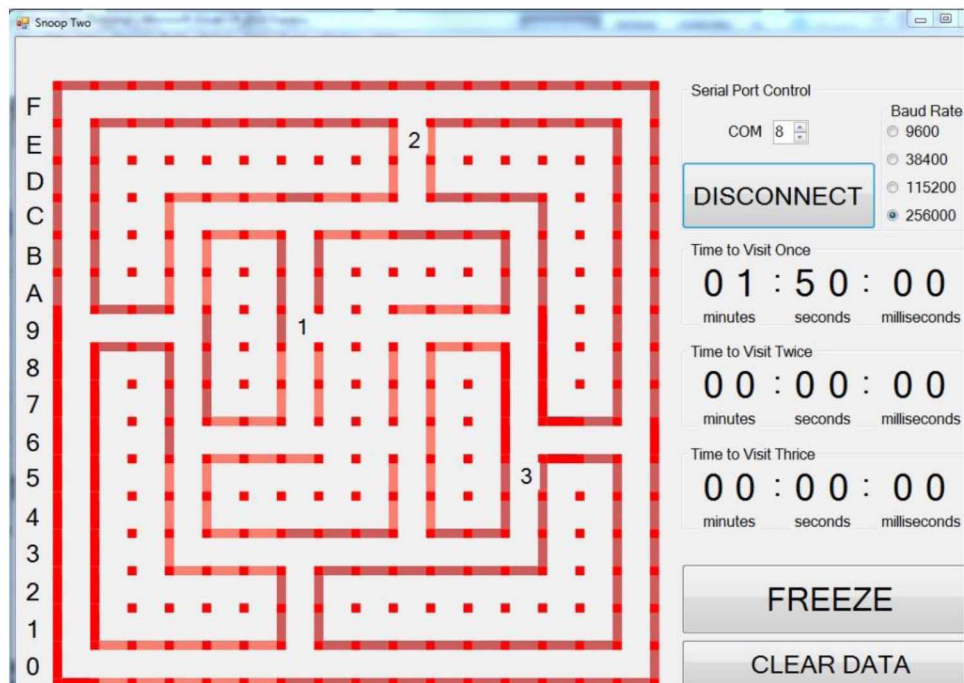 Snoop Two
F
E
D
C
B
A
9
8
7
6
5
4
3
2
1
0
2
1
3
Serial Port Control
COM 8
Baud Rate
9600
38400
115200
256000
DISCONNECT
Time to Visit Once
01 : 50 : 00
minutes seconds milliseconds
Time to Visit Twice
00 : 00 : 00
minutes seconds milliseconds
Time to Visit Thrice
00 : 00 : 00
minutes seconds milliseconds
FREEZE
CLEAR DATA